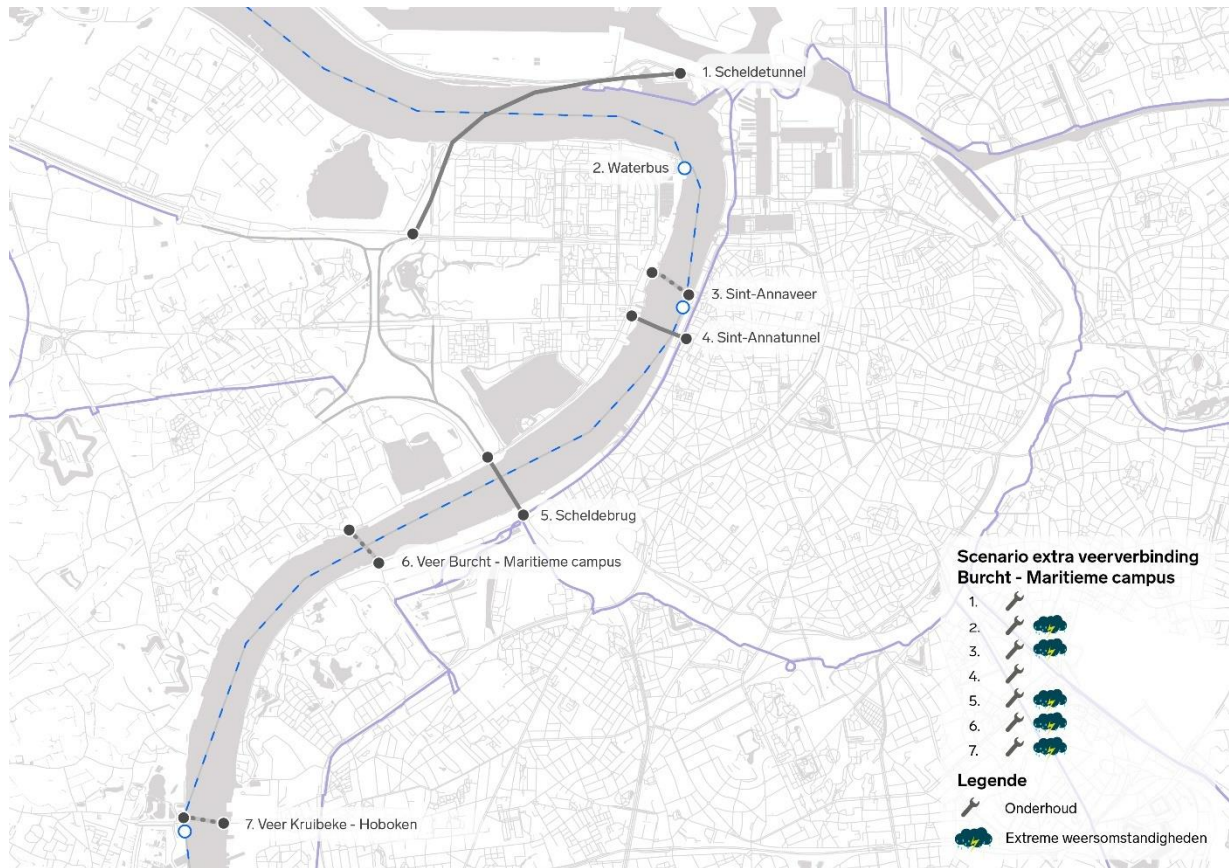 1. Scheldetunnel
2. Waterbus
3. Sint-Annaveer
4. Sint-Annatunnel
5. Scheldebrug
6. Veer Burcht - Maritieme campus
7. Veer Kruibeke - Hoboken
Scenario extra veerverbinding
Burcht - Maritieme campus
1.
2.
3.
4.
5.
6.
7.
Legende
Onderhoud
Extreme weersomstandigheden